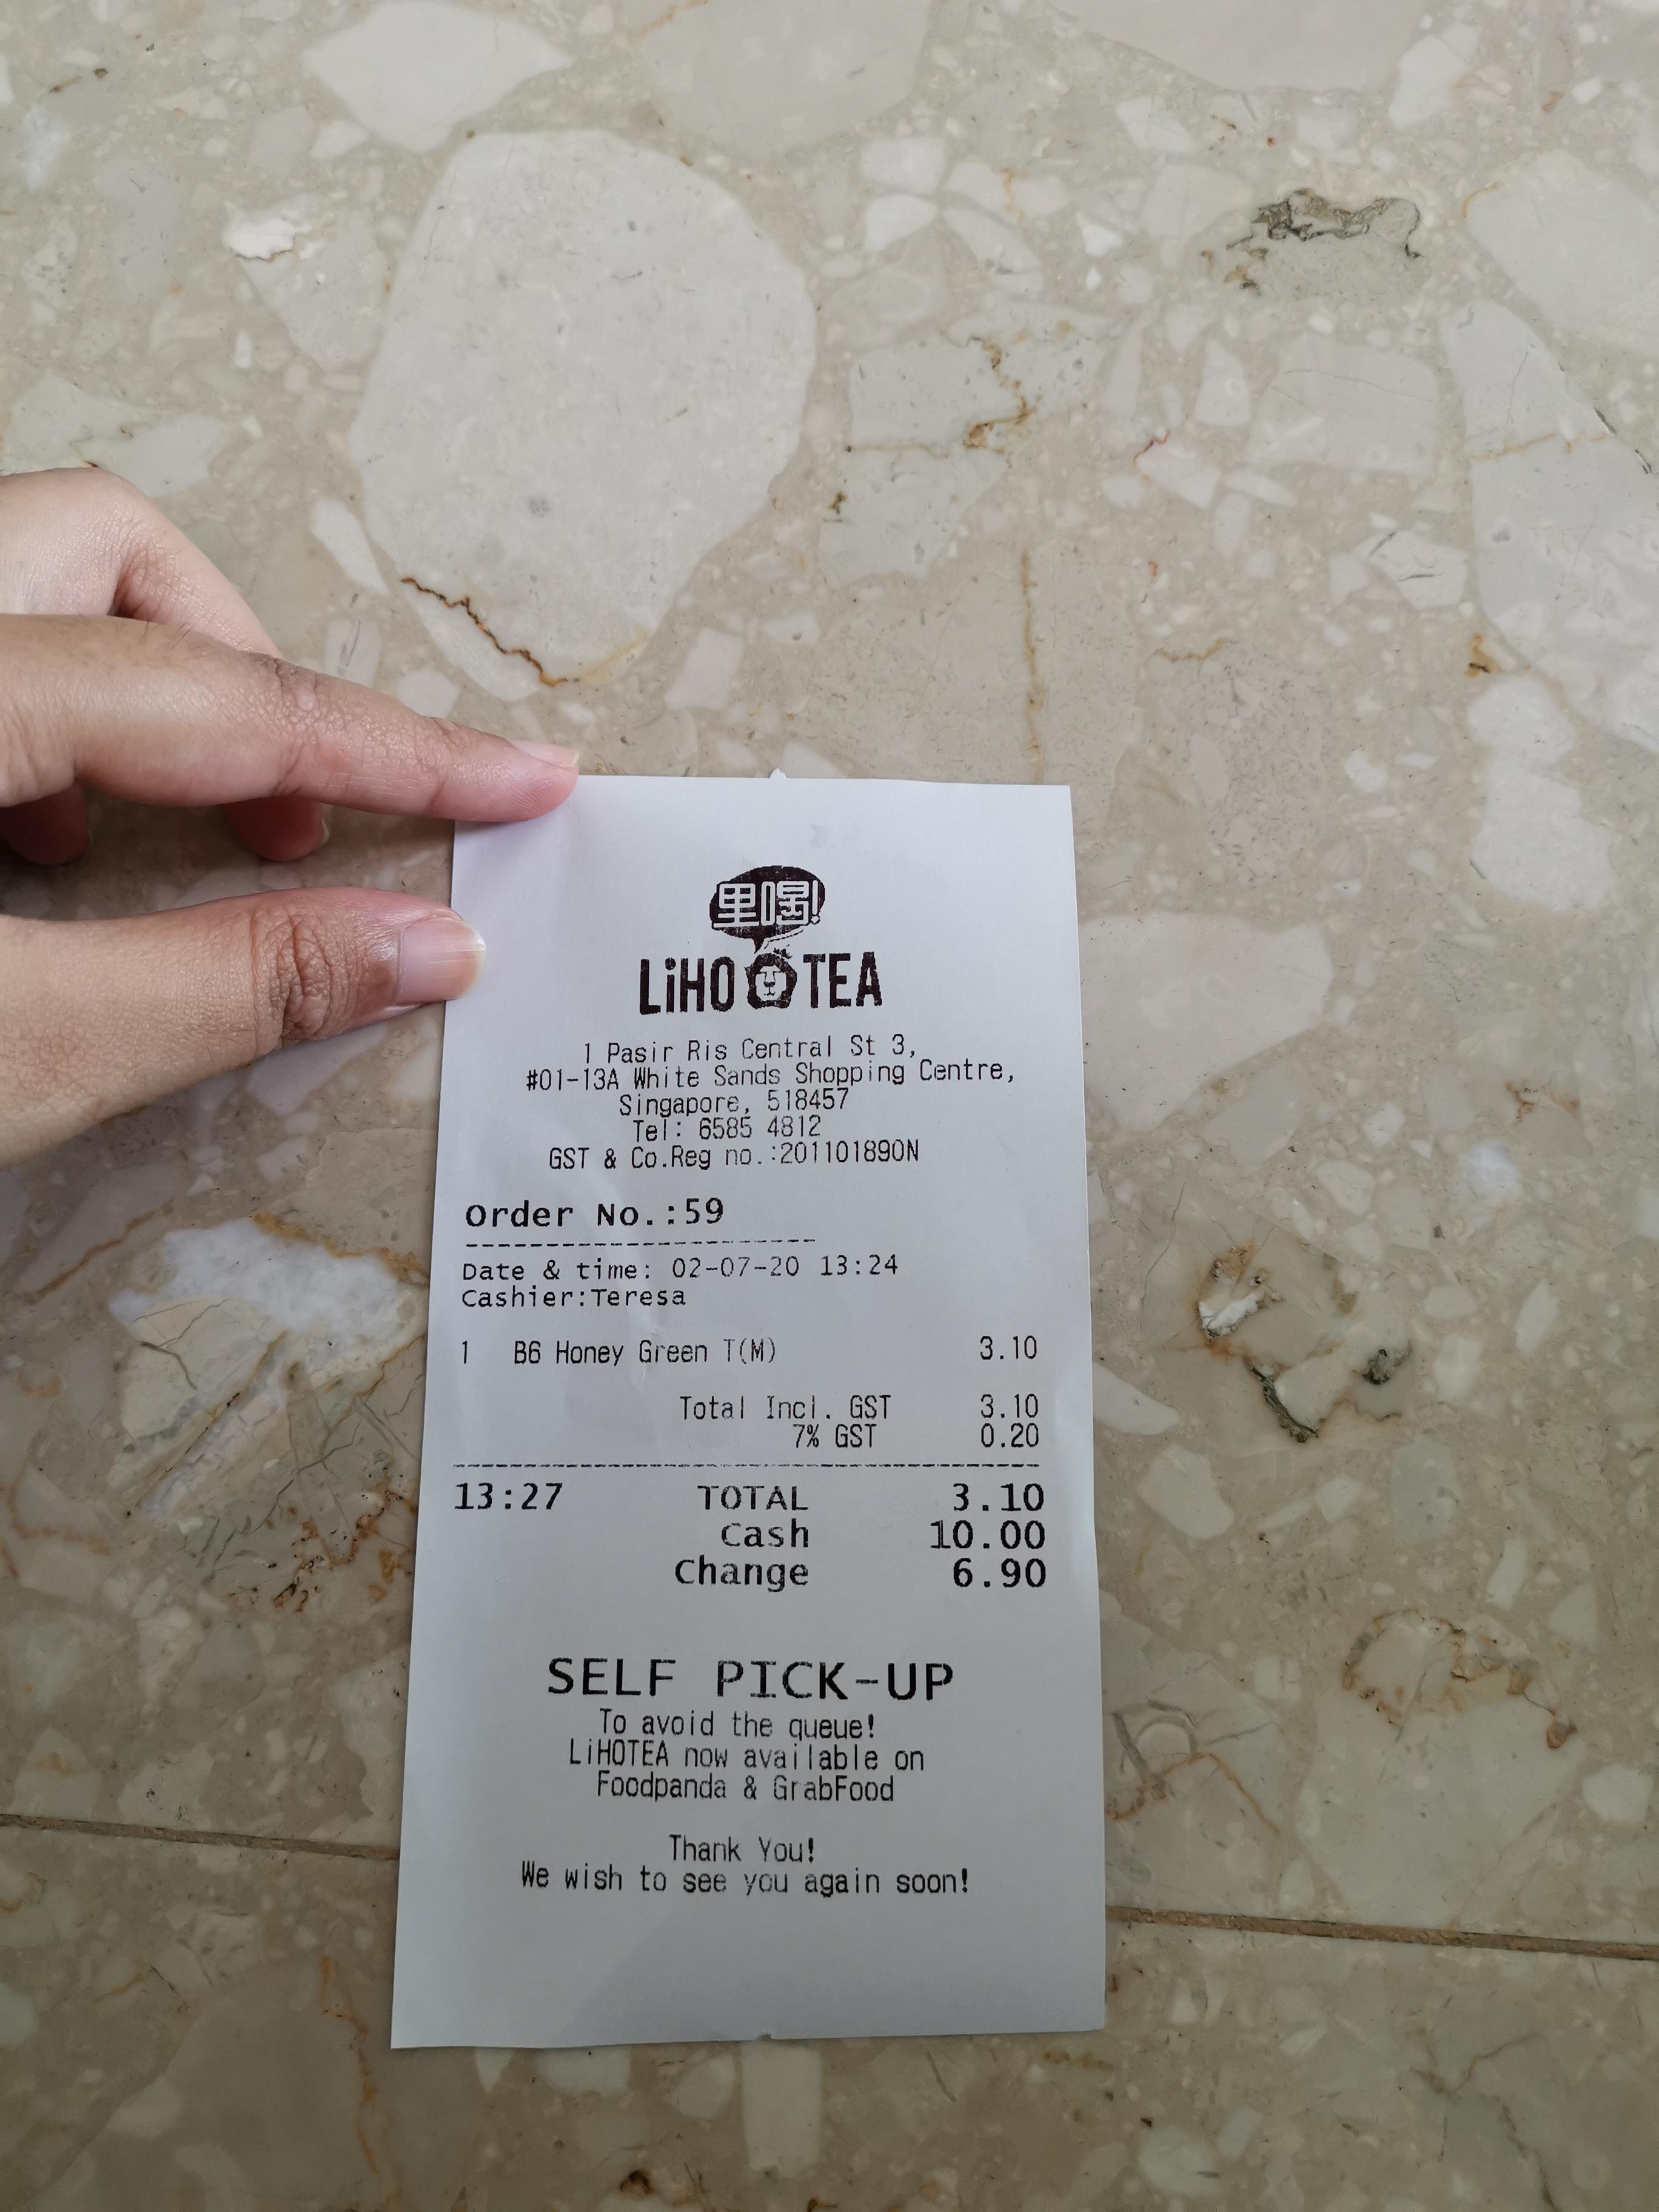 里喝!
LiHO TEA
1 Pasir Ris Central St 3,
#01-13A White Sands Shopping Centre,
Singapore, 518457
Tel: 6585 4812
GST & Co.Reg no.:201101890N
Order No.:59
--------------------
Date & time: 02-07-20 13:24
Cashier:Teresa
1 B6 Honey Green T(M) 3.10
Total Incl. GST 3.10
7% GST 0.20
--------------------
13:27 TOTAL 3.10
Cash 10.00
Change 6.90
SELF PICK-UP
To avoid the queue!
LiHOTEA now available on
Foodpanda & GrabFood
Thank You!
We wish to see you again soon!